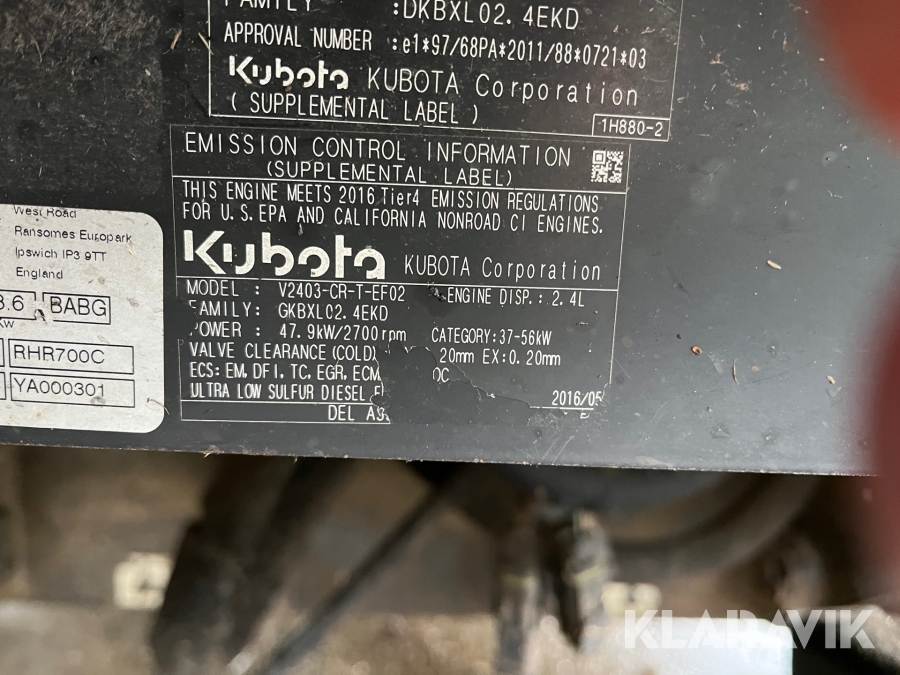 FAMILY :DKBXL02.4EKD
APPROVAL NUMBER :e1*97/68PA*2011/88*0721*03
Kubota KUBOTA Corporation
(SUPPLEMENTAL LABEL)
1H880-2
EMISSION CONTROL INFORMATION
(SUPPLEMENTAL LABEL)
THIS ENGINE MEETS 2016 Tier4 EMISSION REGULATIONS
FOR U.S.EPA AND CALIFORNIA NONROAD CI ENGINES.
Kubota KUBOTA Corporation
MODEL : V2403-CR-T-EF02 ENGINE DISP.: 2.4L
FAMILY: GKBXL02.4EKD
POWER : 47.9kW/2700rpm CATEGORY:37-56kW
VALVE CLEARANCE(COLD) 20mm EX:0.20mm
ECS: EM, DFI, TC, EGR, ECM OC
ULTRA LOW SULFUR DIESEL 2016/05
DEL
West Road
Ransomes Europark
Ipswich IP3 9TT
England
3.6 BABG
Kw
RHR700C
YA000301
KLARAVIK